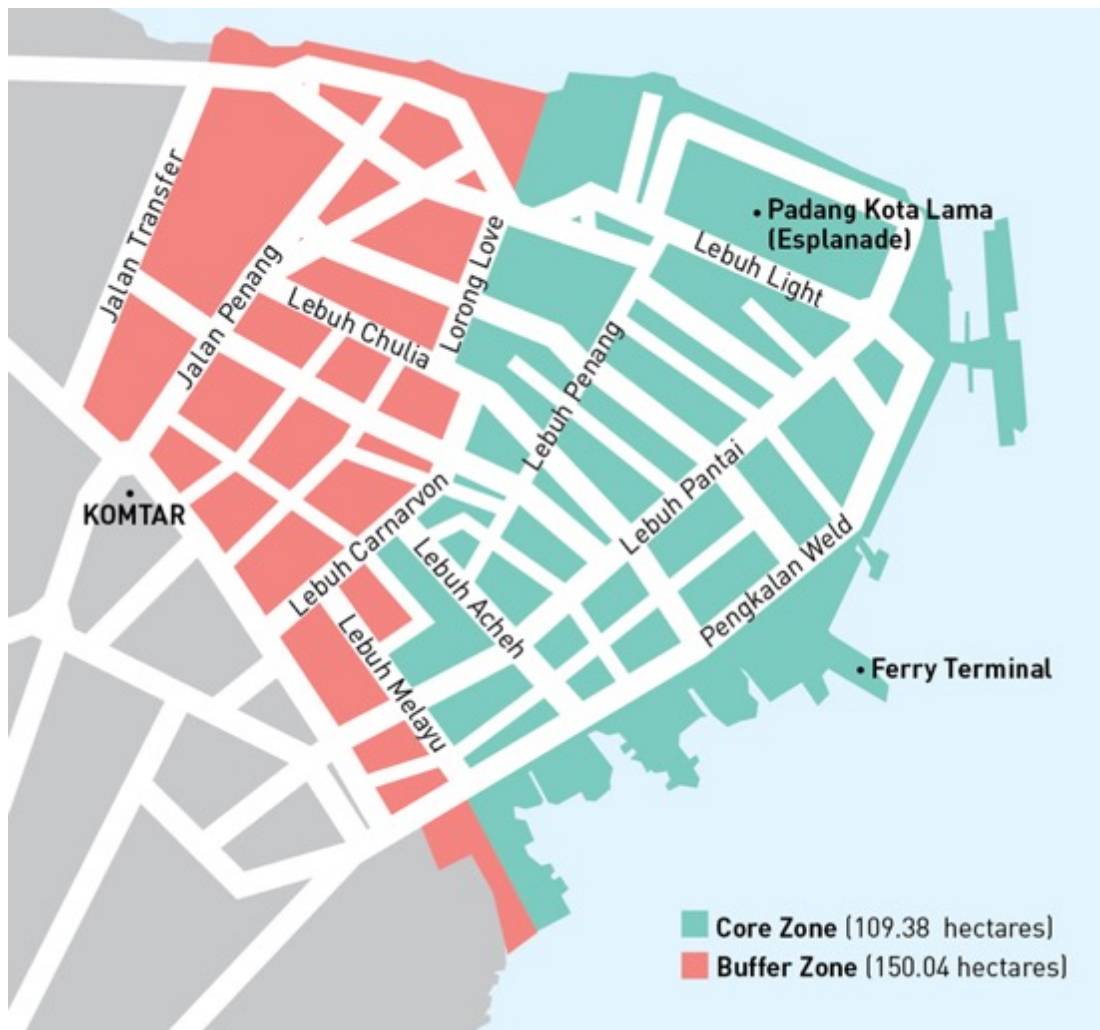 Padang Kota Lama
(Esplanade)
Lebuh Light
Jalan Transfer
Jalan Penang
Lorong Love
Lebuh Chulia
Lebuh Penang
Lebuh Pantai
KOMTAR
Lebuh Carnarvon
Lebuh Acheh
Pengkalan Weld
Lebuh Melayu
Ferry Terminal
Core Zone (109.38 hectares)
Buffer Zone (150.04 hectares)